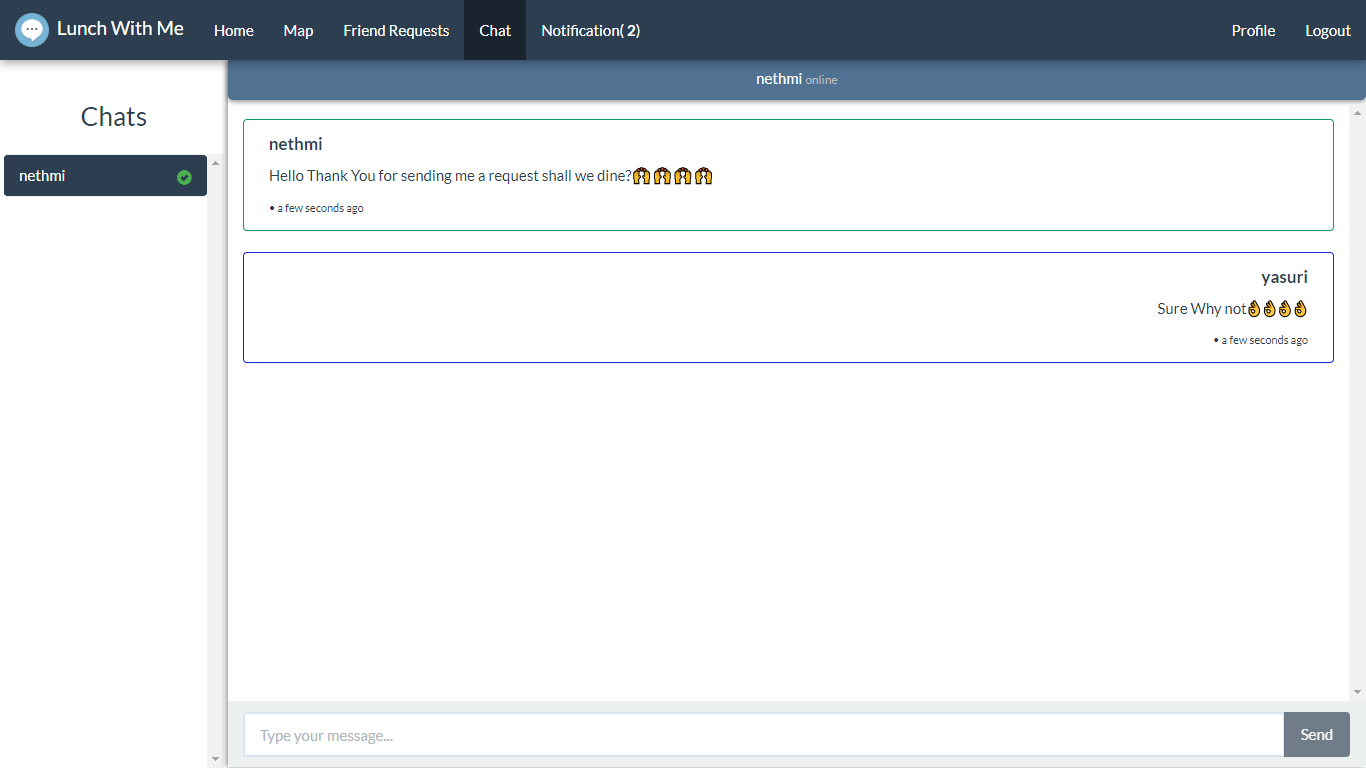 Lunch With Me Home Map Friend Requests Chat Notification( 2) Profile Logout
nethmi online
Chats
nethmi
nethmi
Hello Thank You for sending me a request shall we dine?🙌🙌🙌🙌
• a few seconds ago
yasuri
Sure Why not👌👌👌👌
• a few seconds ago
Type your message...
Send